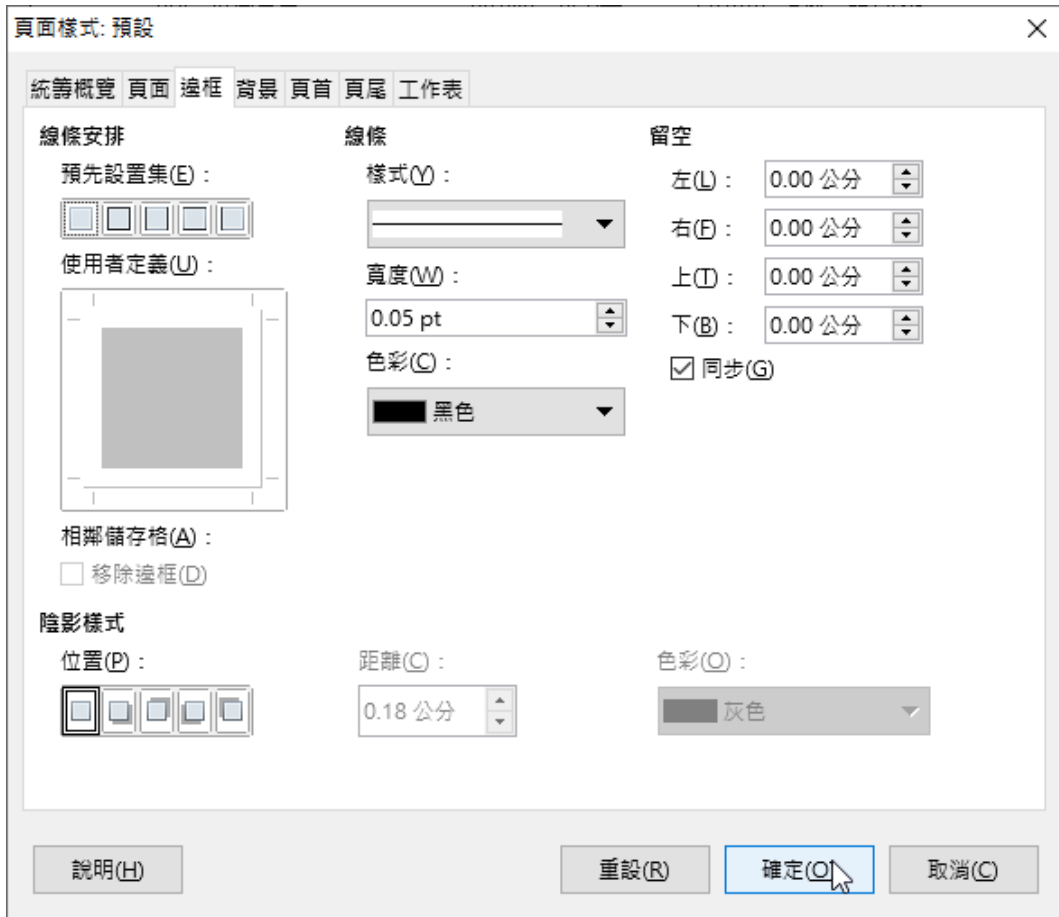 頁面樣式: 預設
統籌概覽 頁面 邊框 背景 頁首 頁尾 工作表
線條安排
預先設置集(E)：
使用者定義(U)：
相鄰儲存格(A)：
移除邊框(D)
線條
樣式(Y)：
寬度(W)：
0.05 pt
色彩(C)：
黑色
留空
左(L)： 0.00 公分
右(F)： 0.00 公分
上(T)： 0.00 公分
下(B)： 0.00 公分
同步(G)
陰影樣式
位置(P)：
距離(C)：
0.18 公分
色彩(O)：
灰色
說明(H) 重設(R) 確定(O) 取消(C)